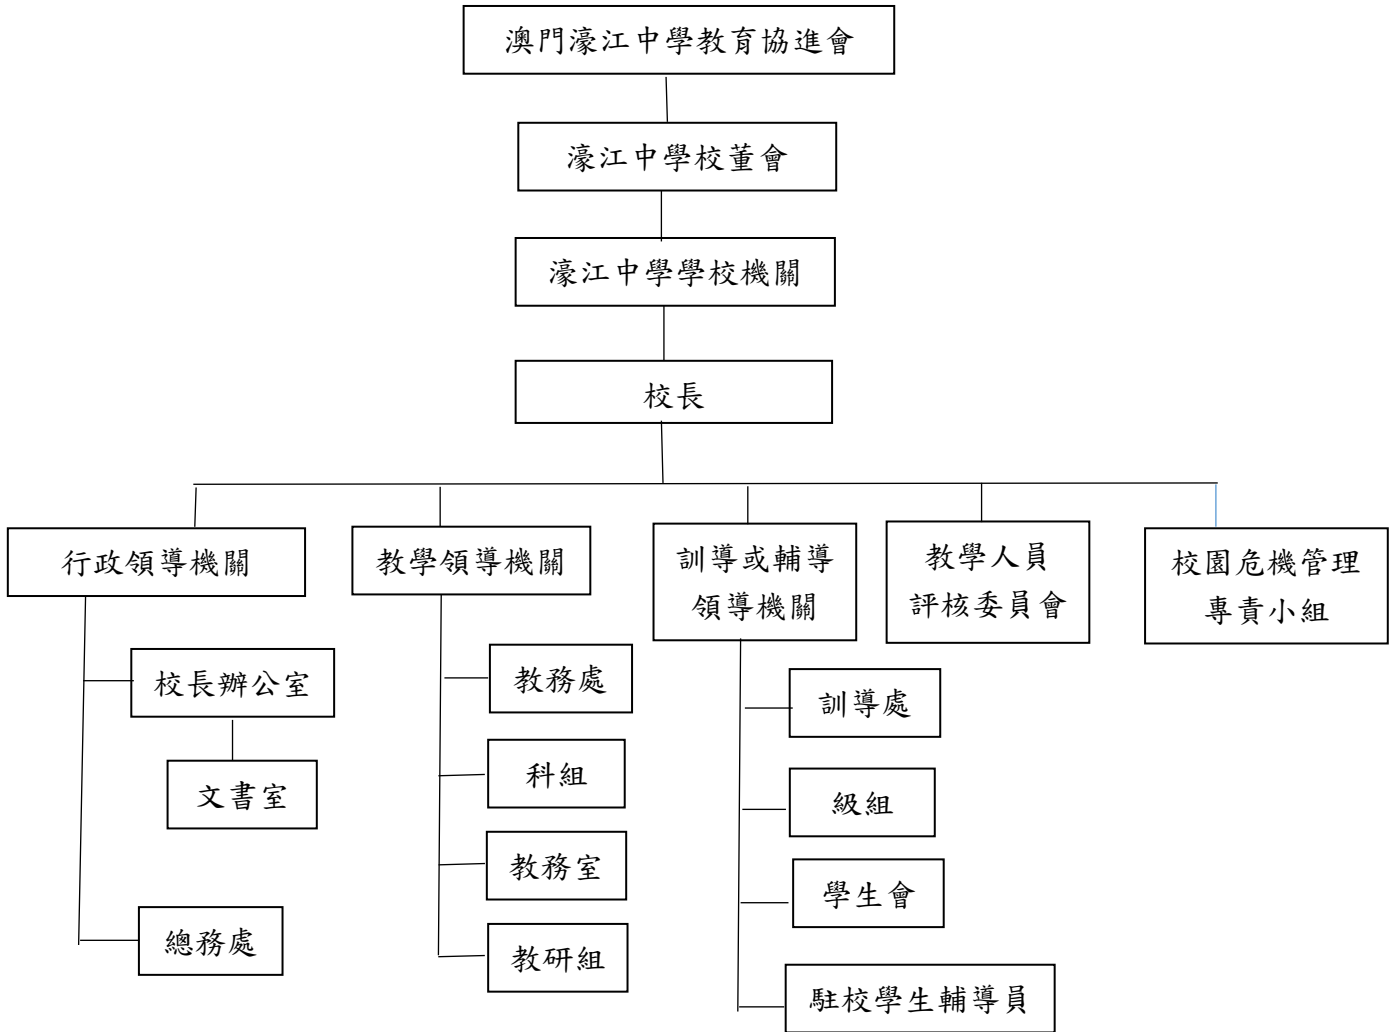 澳門濠江中學教育協進會
濠江中學校董會
濠江中學學校機關
校長
行政領導機關
校長辦公室
文書室
總務處
教學領導機關
教務處
科組
教務室
教研組
訓導或輔導
領導機關
訓導處
級組
學生會
駐校學生輔導員
教學人員
評核委員會
校園危機管理
專責小組